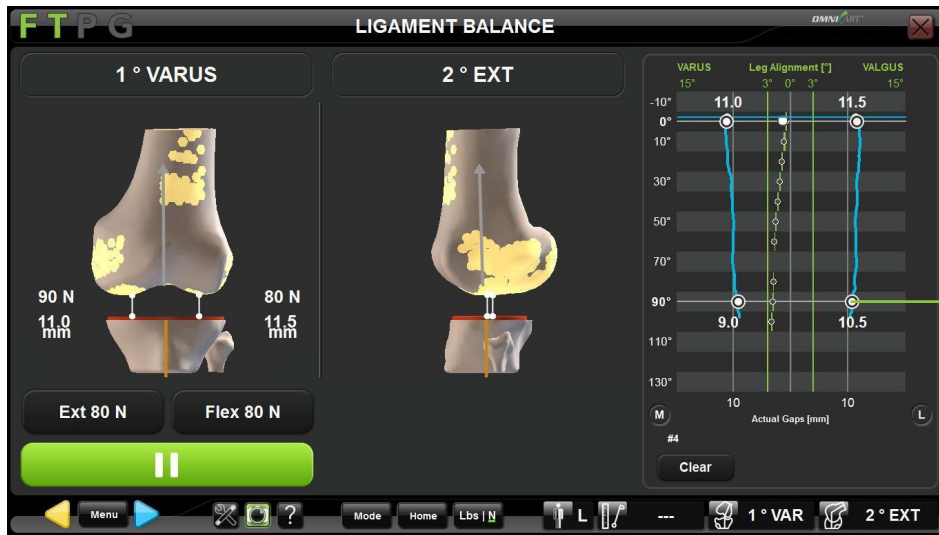 F T P G
LIGAMENT BALANCE
OMNI
1 ° VARUS
2 ° EXT
90 N
11.0
mm
80 N
11.5
mm
Ext 80 N
Flex 80 N
VARUS Leg Alignment [°] VALGUS
15° 3° 0° 3° 15°
-10°
11.0 11.5
0°
10°
30°
50°
70°
90°
9.0 10.5
110°
130°
10 10
M Actual Gaps [mm] L
#4
Clear
Menu ? Mode Home Lbs | N L --- 1 ° VAR 2 ° EXT